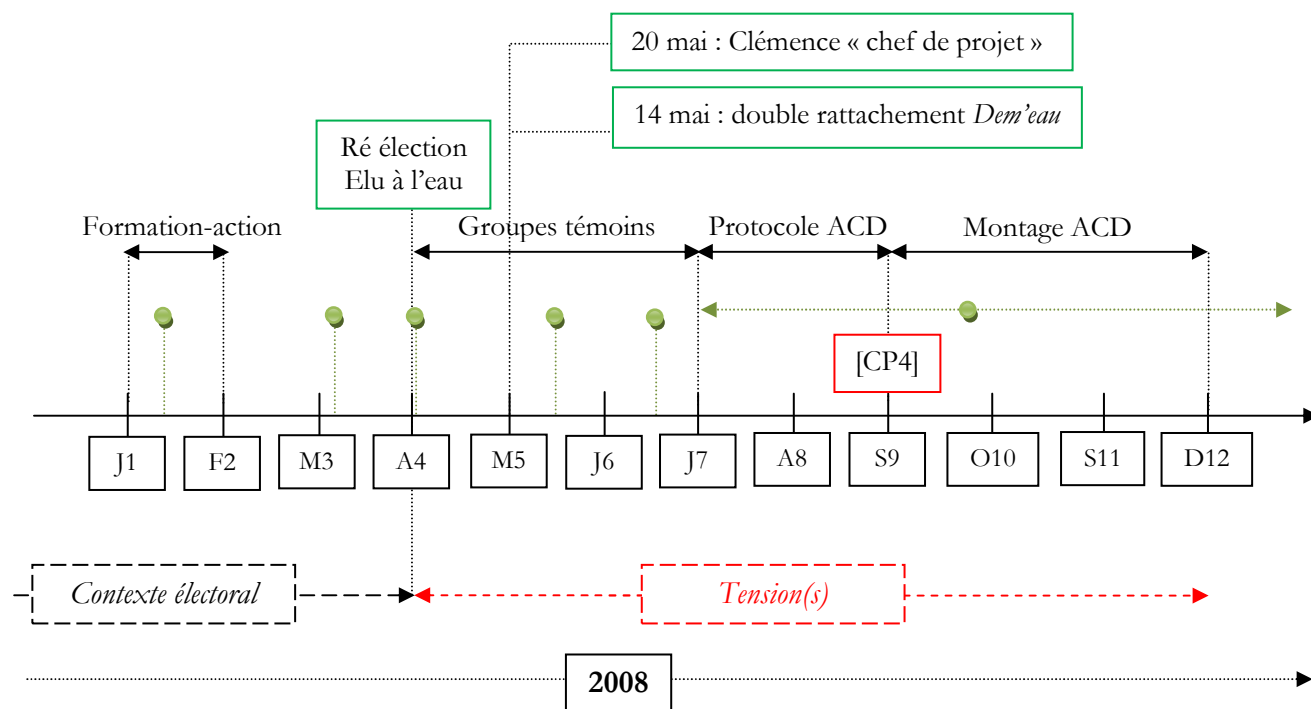 20 mai : Clémence « chef de projet »
14 mai : double rattachement Dem’eau
Ré élection
Elu à l’eau
Formation-action
Groupes témoins
Protocole ACD
Montage ACD
[CP4]
J1
F2
M3
A4
M5
J6
J7
A8
S9
O10
S11
D12
Contexte électoral
Tension(s)
2008